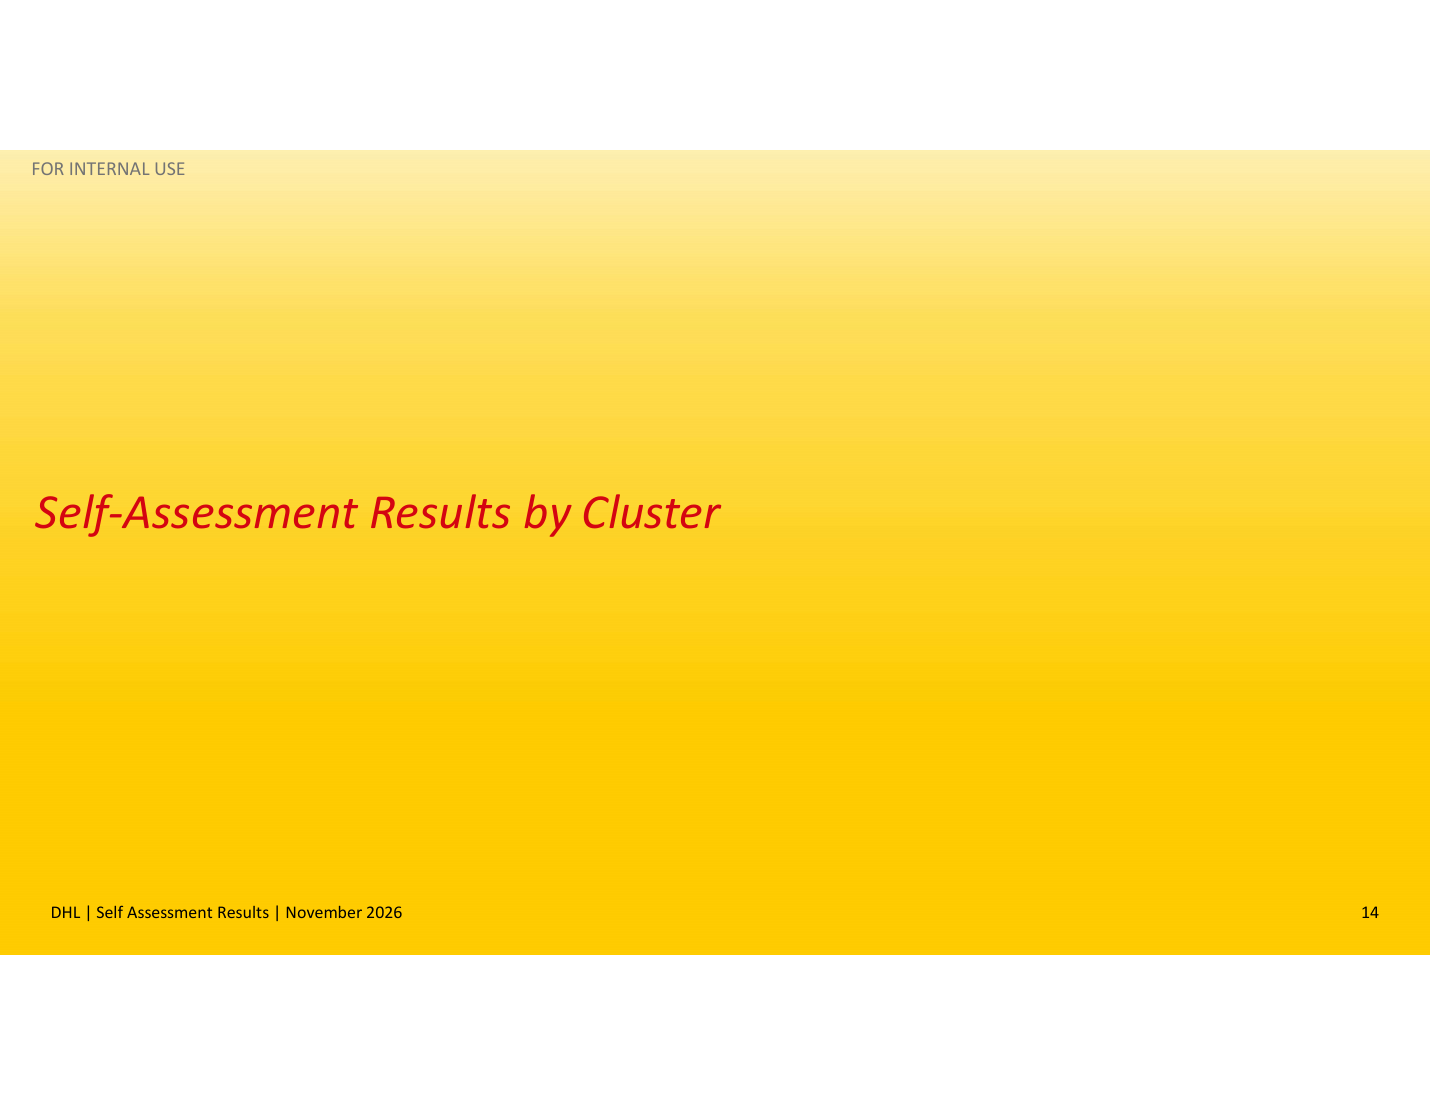 FOR INTERNAL USE
Self-Assessment Results by Cluster
DHL | Self Assessment Results | November 2026
14